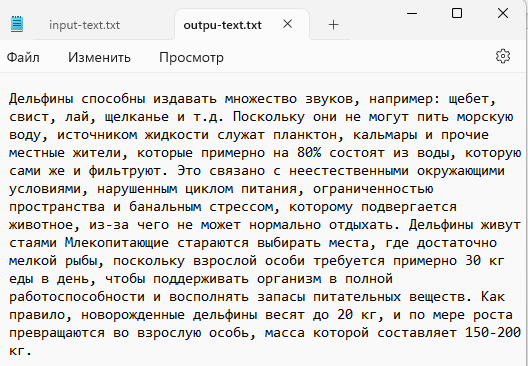 input-text.txt
outpu-text.txt
Файл Изменить Просмотр
Дельфины способны издавать множество звуков, например: щебет,
свист, лай, щелканье и т.д. Поскольку они не могут пить морскую
воду, источником жидкости служат планктон, кальмары и прочие
местные жители, которые примерно на 80% состоят из воды, которую
сами же и фильтруют. Это связано с неестественными окружающими
условиями, нарушенным циклом питания, ограниченностью
пространства и банальным стрессом, которому подвергается
животное, из-за чего не может нормально отдыхать. Дельфины живут
стаями Млекопитающие стараются выбирать места, где достаточно
мелкой рыбы, поскольку взрослой особи требуется примерно 30 кг
еды в день, чтобы поддерживать организм в полной
работоспособности и восполнять запасы питательных веществ. Как
правило, новорожденные дельфины весят до 20 кг, и по мере роста
превращаются во взрослую особь, масса которой составляет 150-200
кг.